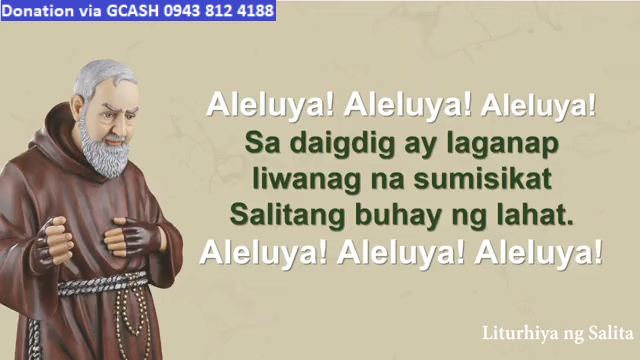 Donation via GCASH 0943 812 4188
Aleluya! Aleluya! Aleluya!
Sa daigdig ay laganap
liwanag na sumisikat
Salitang buhay ng lahat.
Aleluya! Aleluya! Aleluya!
Liturhiya ng Salita